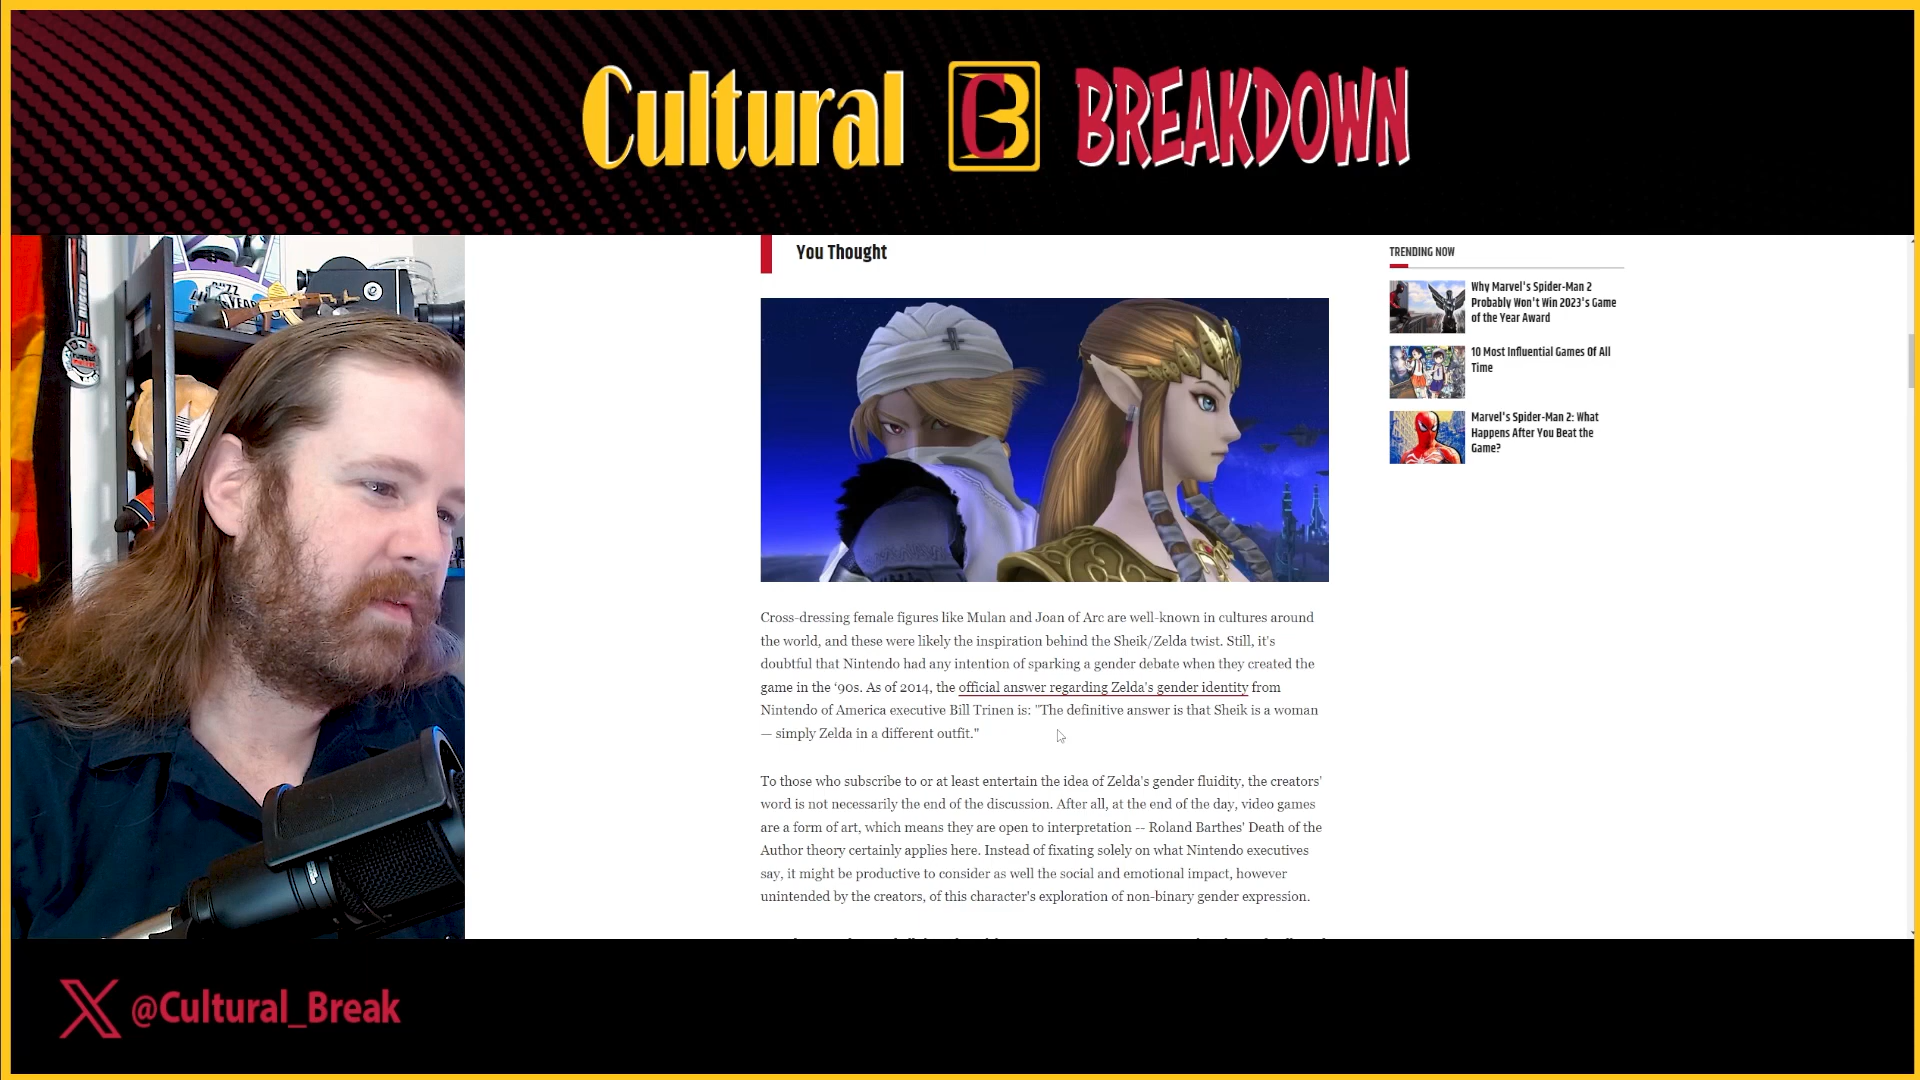 Cultural CB BREAKDOWN
You Thought
Cross-dressing female figures like Mulan and Joan of Arc are well-known in cultures around
the world, and these were likely the inspiration behind the Sheik/Zelda twist. Still, it's
doubtful that Nintendo had any intention of sparking a gender debate when they created the
game in the ‘90s. As of 2014, the official answer regarding Zelda's gender identity from
Nintendo of America executive Bill Trinen is: "The definitive answer is that Sheik is a woman
— simply Zelda in a different outfit."
To those who subscribe to or at least entertain the idea of Zelda's gender fluidity, the creators'
word is not necessarily the end of the discussion. After all, at the end of the day, video games
are a form of art, which means they are open to interpretation -- Roland Barthes' Death of the
Author theory certainly applies here. Instead of fixating solely on what Nintendo executives
say, it might be productive to consider as well the social and emotional impact, however
unintended by the creators, of this character's exploration of non-binary gender expression.
TRENDING NOW
Why Marvel's Spider-Man 2
Probably Won't Win 2023's Game
of the Year Award
10 Most Influential Games Of All
Time
Marvel's Spider-Man 2: What
Happens After You Beat the
Game?
X @Cultural_Break